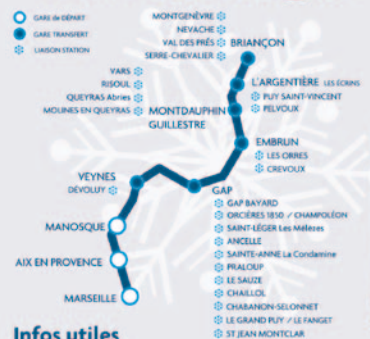 GARE de DÉPART
GARE TRANSFERT
LIAISON STATION
MONTGENÈVRE
NEVACHE
VAL DES PRÉS
SERRE-CHEVALIER
BRIANÇON
VARS
RISOUL
QUEYRAS Abries
MOLINES EN QUEYRAS
L'ARGENTIÈRE LES ÉCRINS
PUY SAINT-VINCENT
PELVOUX
MONTDAUPHIN
GUILLESTRE
EMBRUN
LES ORRES
CREVOUX
VEYNES
DÉVOLUY
GAP
GAP BAYARD
ORCIÈRES 1850 / CHAMPOLÉON
SAINT-LÉGER Les Mélèzes
ANCELLE
SAINTE-ANNE La Condamine
PRALOUP
LE SAUZE
CHAILLOL
CHABANON-SELONNET
LE GRAND PUY / LE FANGET
ST JEAN MONTCLAR
MANOSQUE
AIX EN PROVENCE
MARSEILLE
Infos utiles